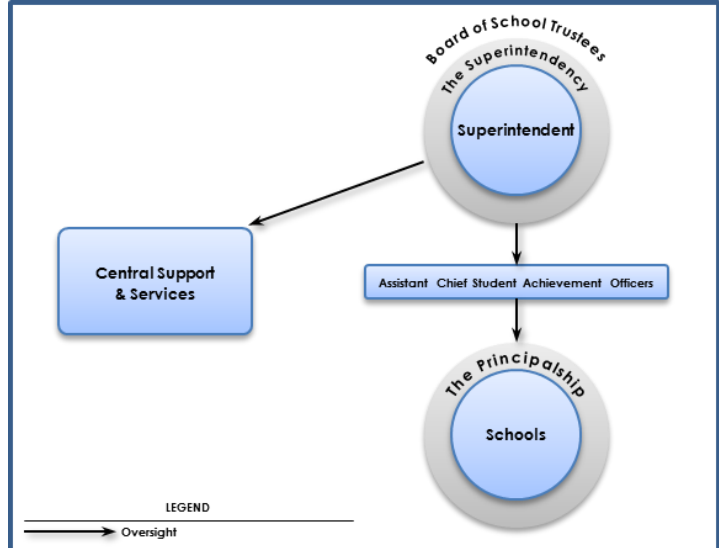 Board of School Trustees
The Superintendency
Superintendent
Central Support
& Services
Assistant Chief Student Achievement Officers
The Principalship
Schools
LEGEND
Oversight